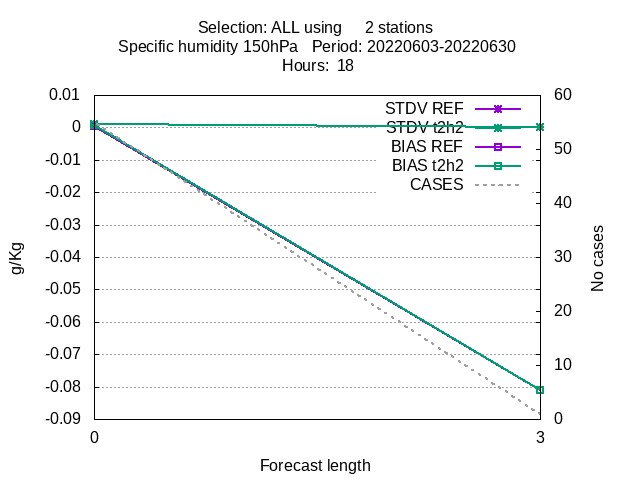 Selection: ALL using 2 stations
Specific humidity 150hPa Period: 20220603-20220630
Hours: 18
0.01
0
-0.01
-0.02
-0.03
-0.04
-0.05
-0.06
-0.07
-0.08
-0.09
g/Kg
STDV REF
STDV t2h2
BIAS REF
BIAS t2h2
CASES
60
50
40
30
20
10
0
No cases
0 3
Forecast length